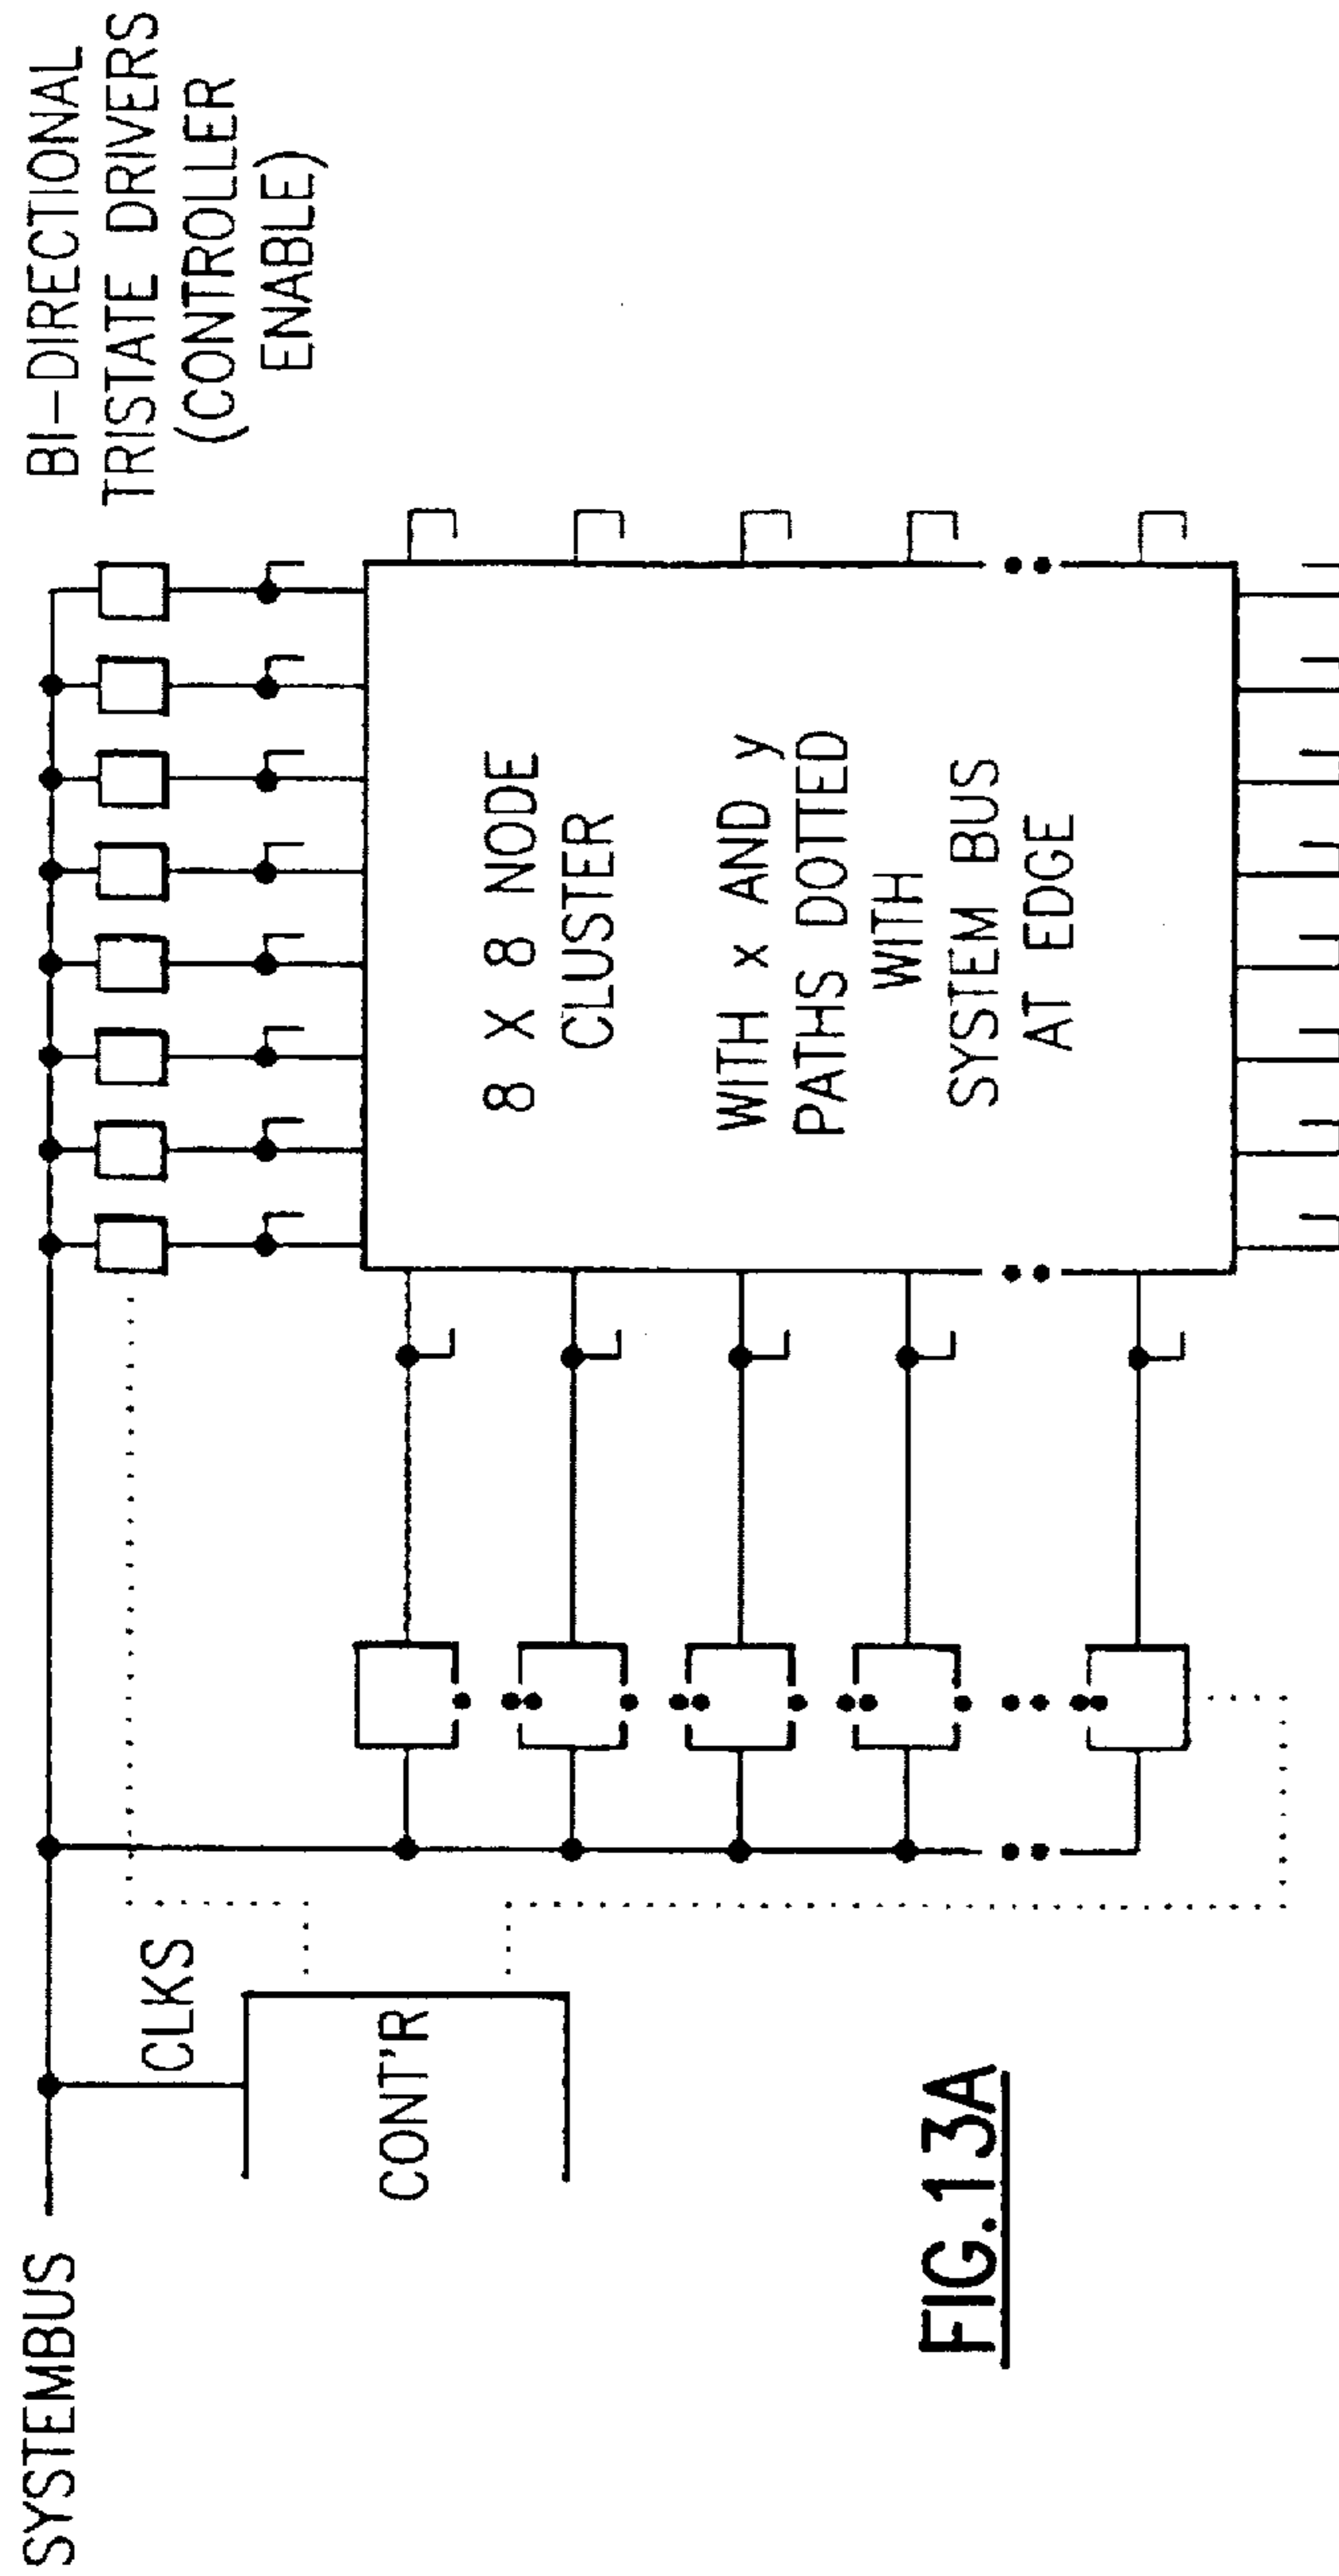 BI-DIRECTIONAL
TRISTATE DRIVERS
(CONTROLLER
ENABLE)
SYSTEMBUS
CLKS
CONT'R
8 X 8 NODE
CLUSTER
WITH x AND y
PATHS DOTTED
WITH
SYSTEM BUS
AT EDGE
FIG.13A